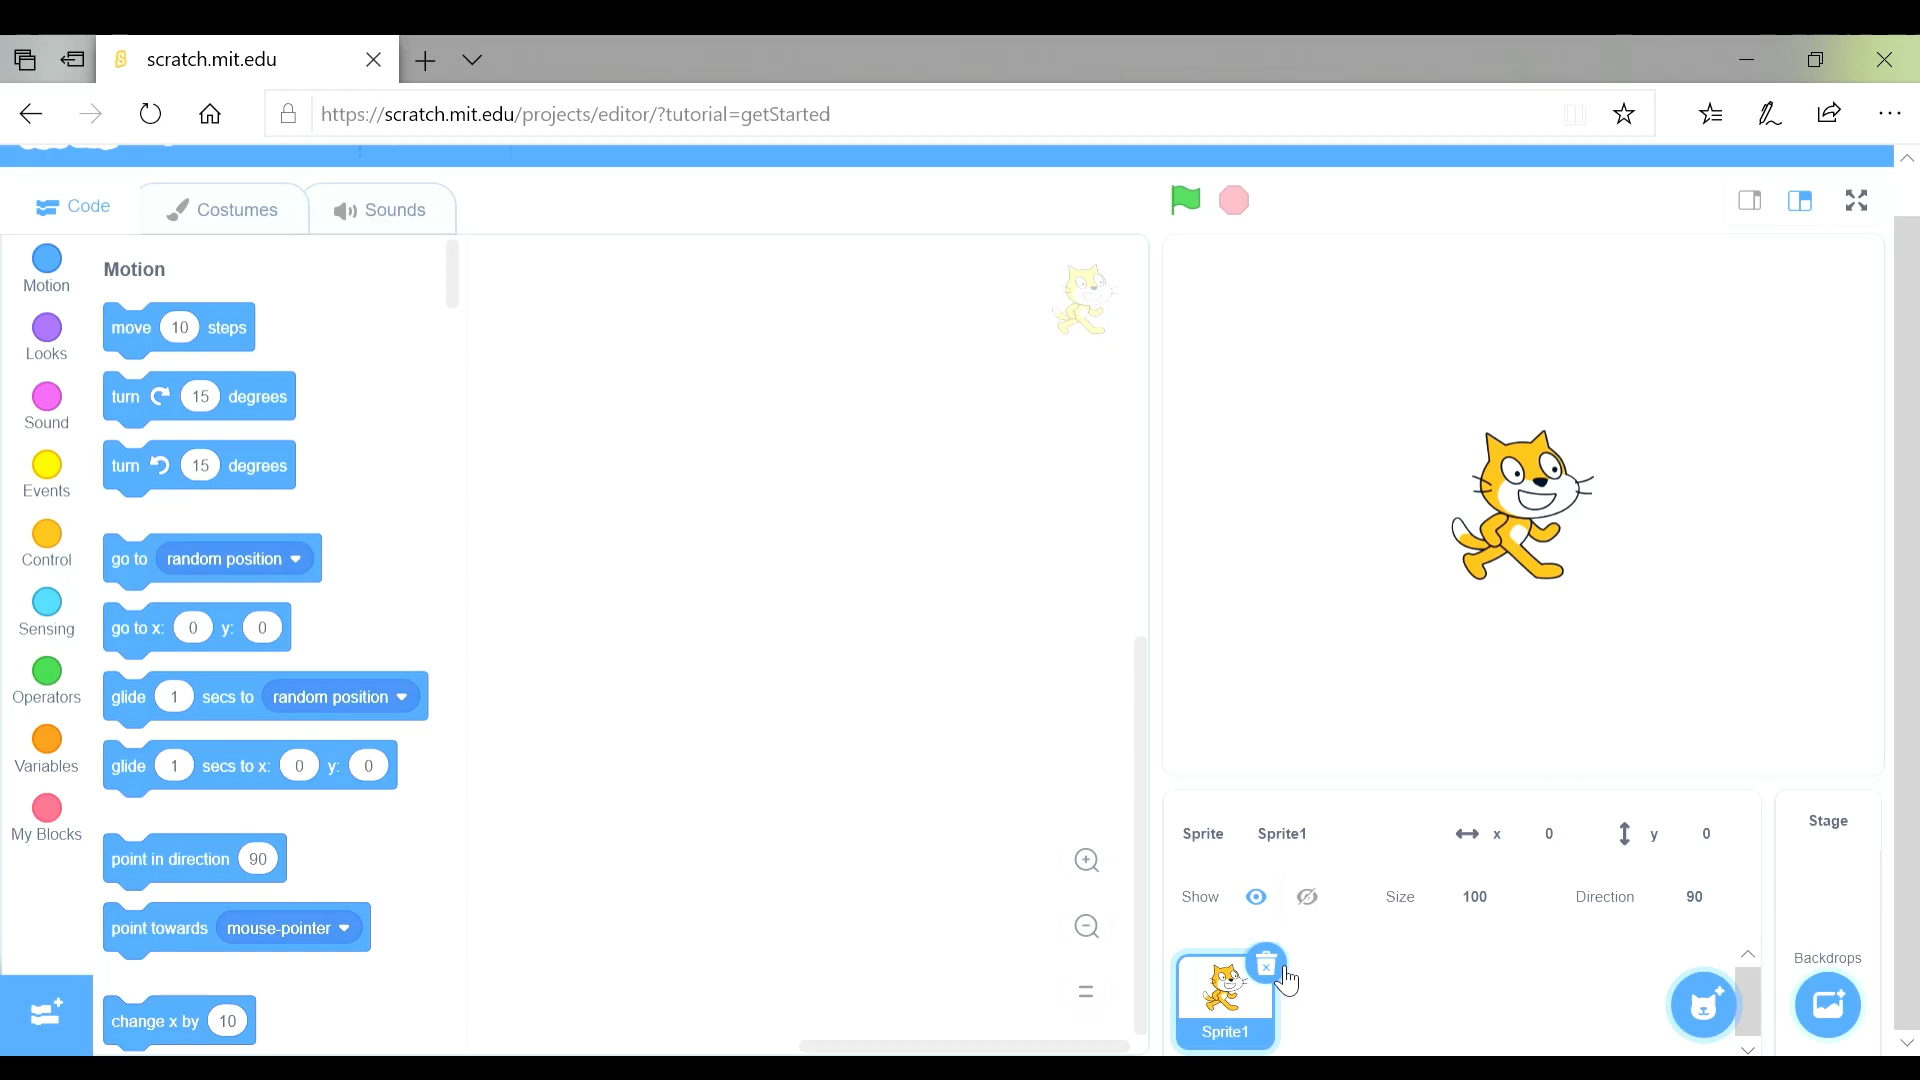 scratch.mit.edu
https://scratch.mit.edu/projects/editor/?tutorial=getStarted
Code
Costumes
Sounds
Motion
Looks
Sound
Events
Control
Sensing
Operators
Variables
My Blocks
Motion
move 10 steps
turn 15 degrees
turn 15 degrees
go to random position
go to x: 0 y: 0
glide 1 secs to random position
glide 1 secs to x: 0 y: 0
point in direction 90
point towards mouse-pointer
change x by 10
Sprite Sprite1 x 0 y 0
Show Size 100 Direction 90
Sprite1
Stage
Backdrops